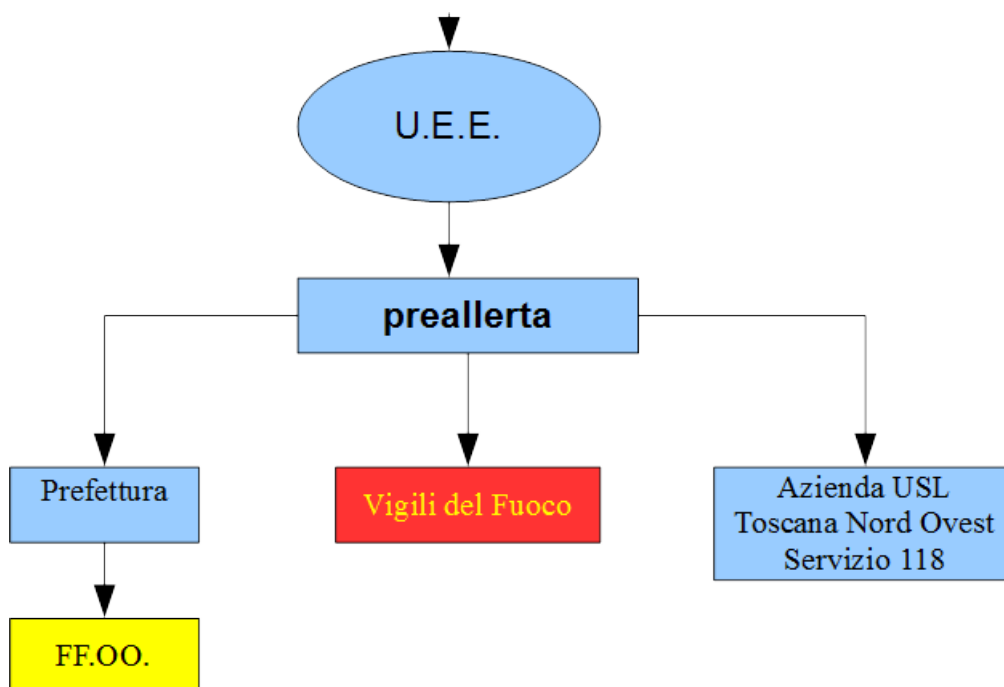 U.E.E.
preallerta
Prefettura
Vigili del Fuoco
Azienda USL
Toscana Nord Ovest
Servizio 118
FF.OO.